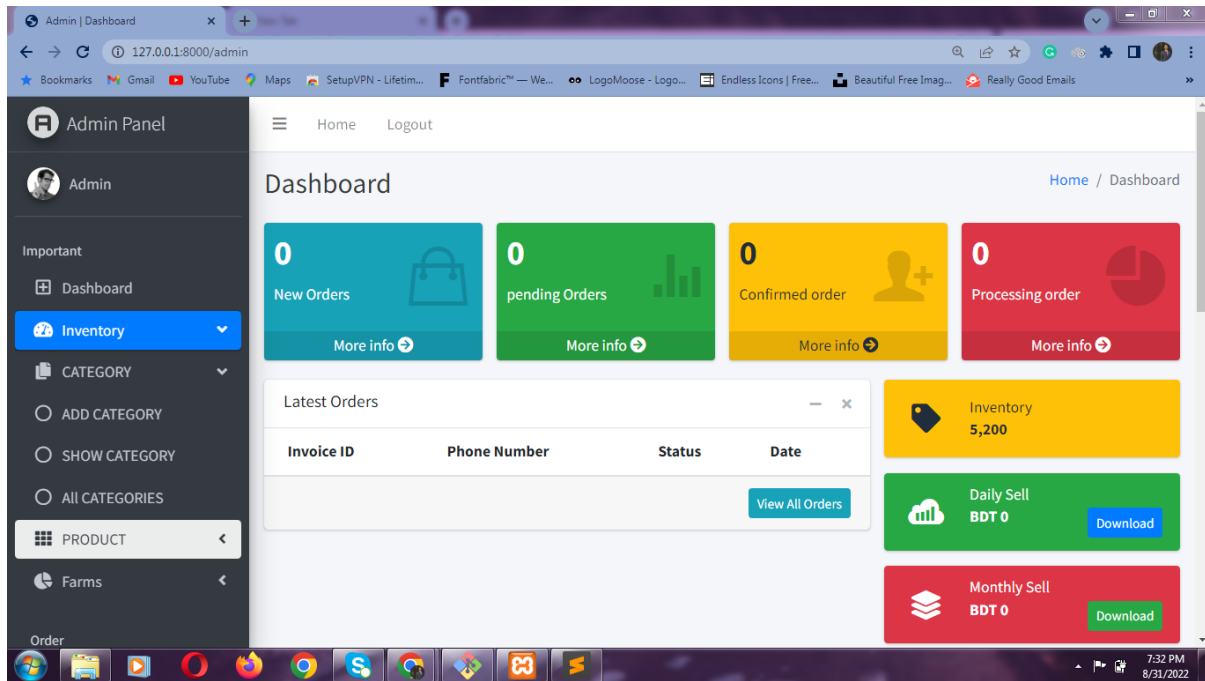 Admin | Dashboard
127.0.0.1:8000/admin
Bookmarks Gmail YouTube Maps SetupVPN - Lifetim... Fontfabric™ — We... LogoMoose - Logo... Endless Icons | Free... Beautiful Free Imag... Really Good Emails »
Admin Panel
Home Logout
Admin
Dashboard
Home / Dashboard
Important
Dashboard
Inventory
CATEGORY
ADD CATEGORY
SHOW CATEGORY
All CATEGORIES
PRODUCT
Farms
Order
0
New Orders
More info
0
pending Orders
More info
0
Confirmed order
More info
0
Processing order
More info
Latest Orders
Invoice ID Phone Number Status Date
View All Orders
Inventory
5,200
Daily Sell
BDT 0
Download
Monthly Sell
BDT 0
Download
7:32 PM
8/31/2022